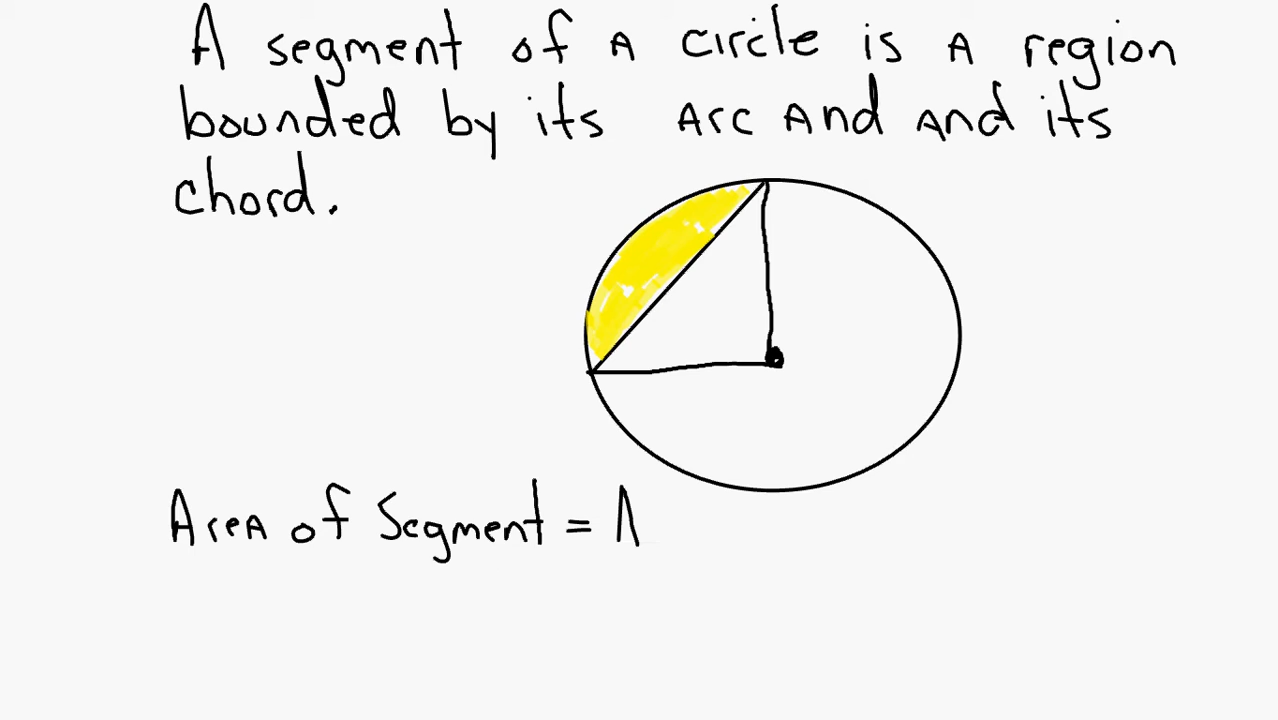 A segment of A circle is A region
bounded by its Arc And And its
chord.
Area of Segment =